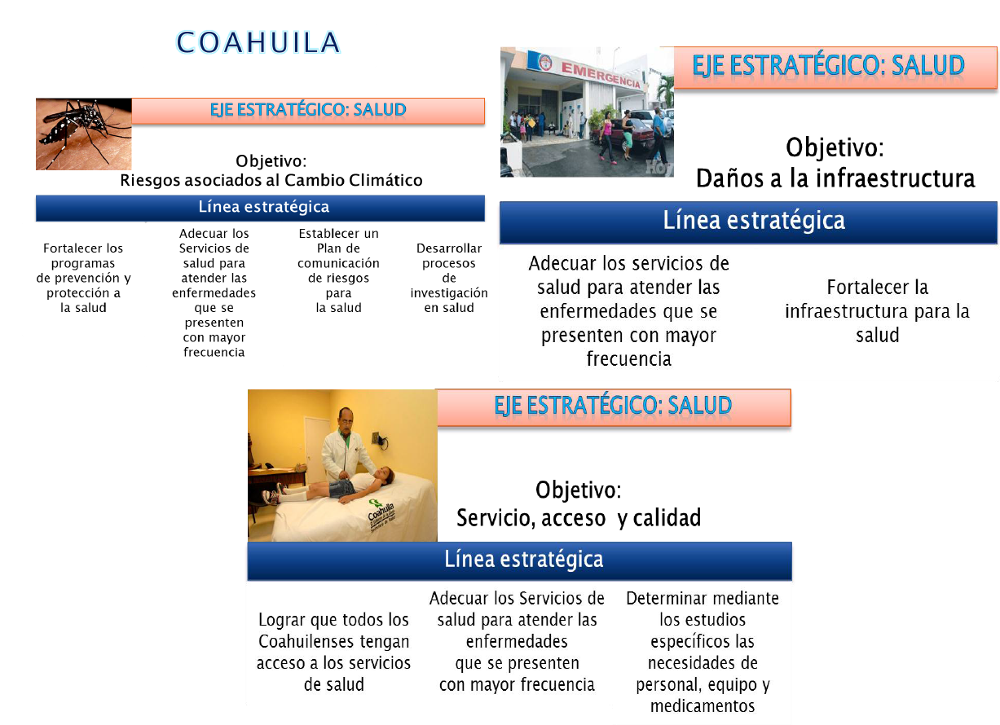 COAHUILA
EJE ESTRATÉGICO: SALUD
Objetivo:
Riesgos asociados al Cambio Climático
Línea estratégica
Fortalecer los
programas
de prevención y
protección a
la salud
Adecuar los
Servicios de
salud para
atender las
enfermedades
que se
presenten
con mayor
frecuencia
Establecer un
Plan de
comunicación
de riesgos
para
la salud
Desarrollar
procesos
de
investigación
en salud
EMERGENCIA
Hoy
EJE ESTRATÉGICO: SALUD
Objetivo:
Daños a la infraestructura
Línea estratégica
Adecuar los servicios de
salud para atender las
enfermedades que se
presenten con mayor
frecuencia
Fortalecer la
infraestructura para la
salud
EJE ESTRATÉGICO: SALUD
Coahuila
Objetivo:
Servicio, acceso y calidad
Línea estratégica
Lograr que todos los
Coahuilenses tengan
acceso a los servicios
de salud
Adecuar los Servicios de
salud para atender las
enfermedades
que se presenten
con mayor frecuencia
Determinar mediante
los estudios
específicos las
necesidades de
personal, equipo y
medicamentos